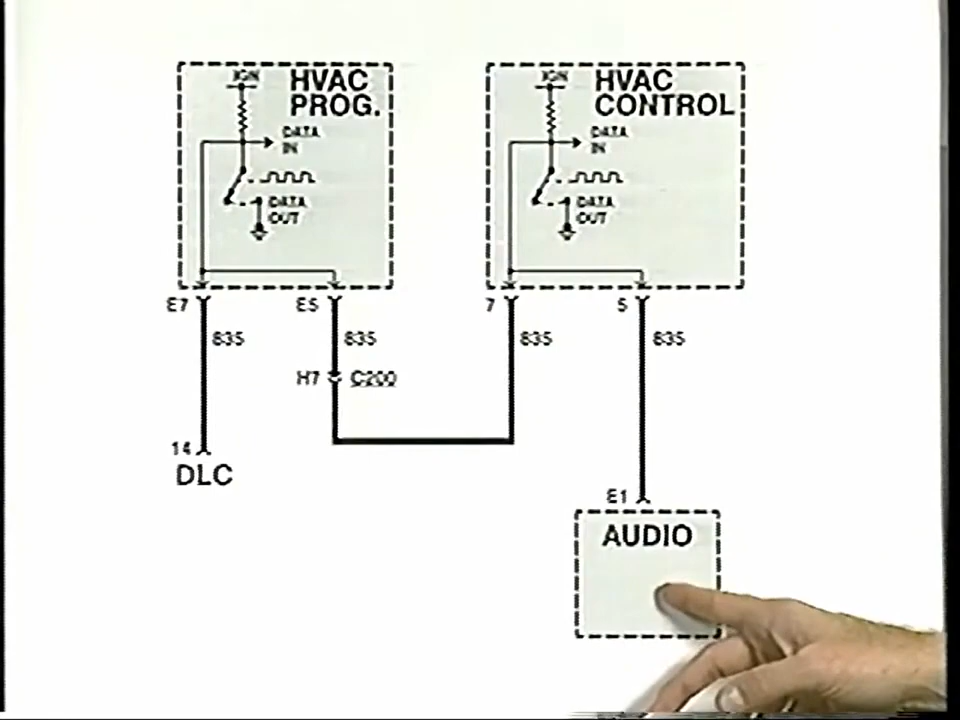 IGN
HVAC
PROG.
DATA
IN
DATA
OUT
IGN
HVAC
CONTROL
DATA
IN
DATA
OUT
E7
E5
7
5
835
835
835
835
H7
C200
14
DLC
E1
AUDIO